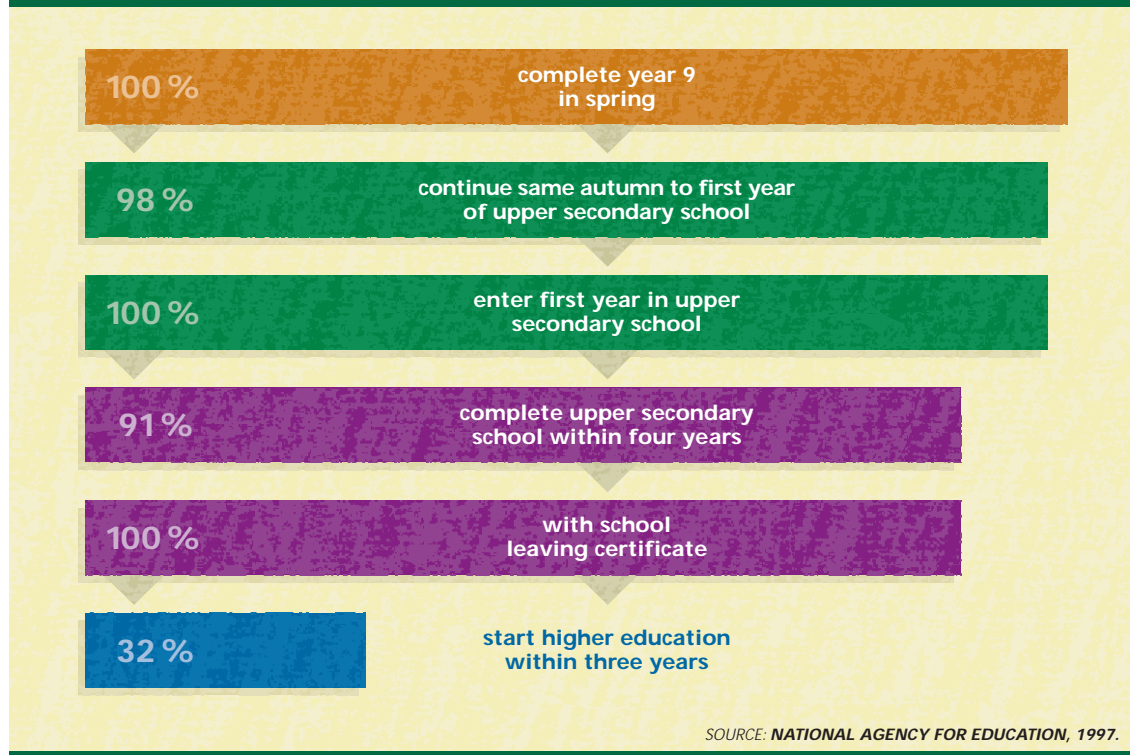 100 %
complete year 9
in spring
98 %
continue same autumn to first year
of upper secondary school
100 %
enter first year in upper
secondary school
91 %
complete upper secondary
school within four years
100 %
with school
leaving certificate
32 %
start higher education
within three years
SOURCE: NATIONAL AGENCY FOR EDUCATION, 1997.